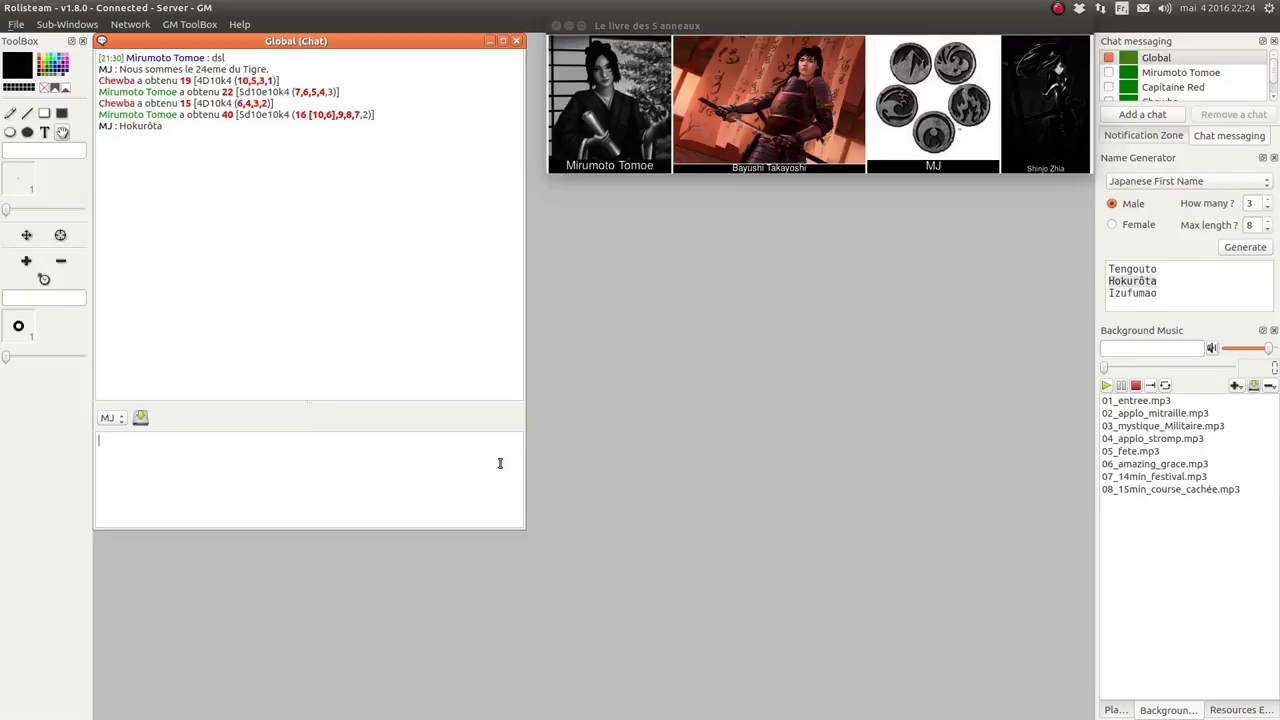 Rolisteam - v1.8.0 - Connected - Server - GM
Fr
mai 4 2016 22:24
File Sub-Windows Network GM ToolBox Help
ToolBox
1
1
Global (Chat)
[21:30] Mirumoto Tomoe : dsl
MJ : Nous sommes le 24eme du Tigre.
Chewba a obtenu 19 [4D10k4 (10,5,3,1)]
Mirumoto Tomoe a obtenu 22 [5d10e10k4 (7,6,5,4,3)]
Chewba a obtenu 15 [4D10k4 (6,4,3,2)]
Mirumoto Tomoe a obtenu 40 [5d10e10k4 (16 [10,6],9,8,7,2)]
MJ : Hokurôta
MJ
Le livre des 5 anneaux
Mirumoto Tomoe
Bayushi Takayoshi
MJ
Shinjo Zhia
Chat messaging
Global
Mirumoto Tomoe
Capitaine Red
Add a chat Remove a chat
Notification Zone Chat messaging
Name Generator
Japanese First Name
Male How many ? 3
Female Max length ? 8
Generate
Tengouto
Hokurôta
Izufumao
Background Music
01_entree.mp3
02_applo_mitraille.mp3
03_mystique_Militaire.mp3
04_applo_stromp.mp3
05_fete.mp3
06_amazing_grace.mp3
07_14min_festival.mp3
08_15min_course_cachée.mp3
Pla... Backgroun... Resources E...